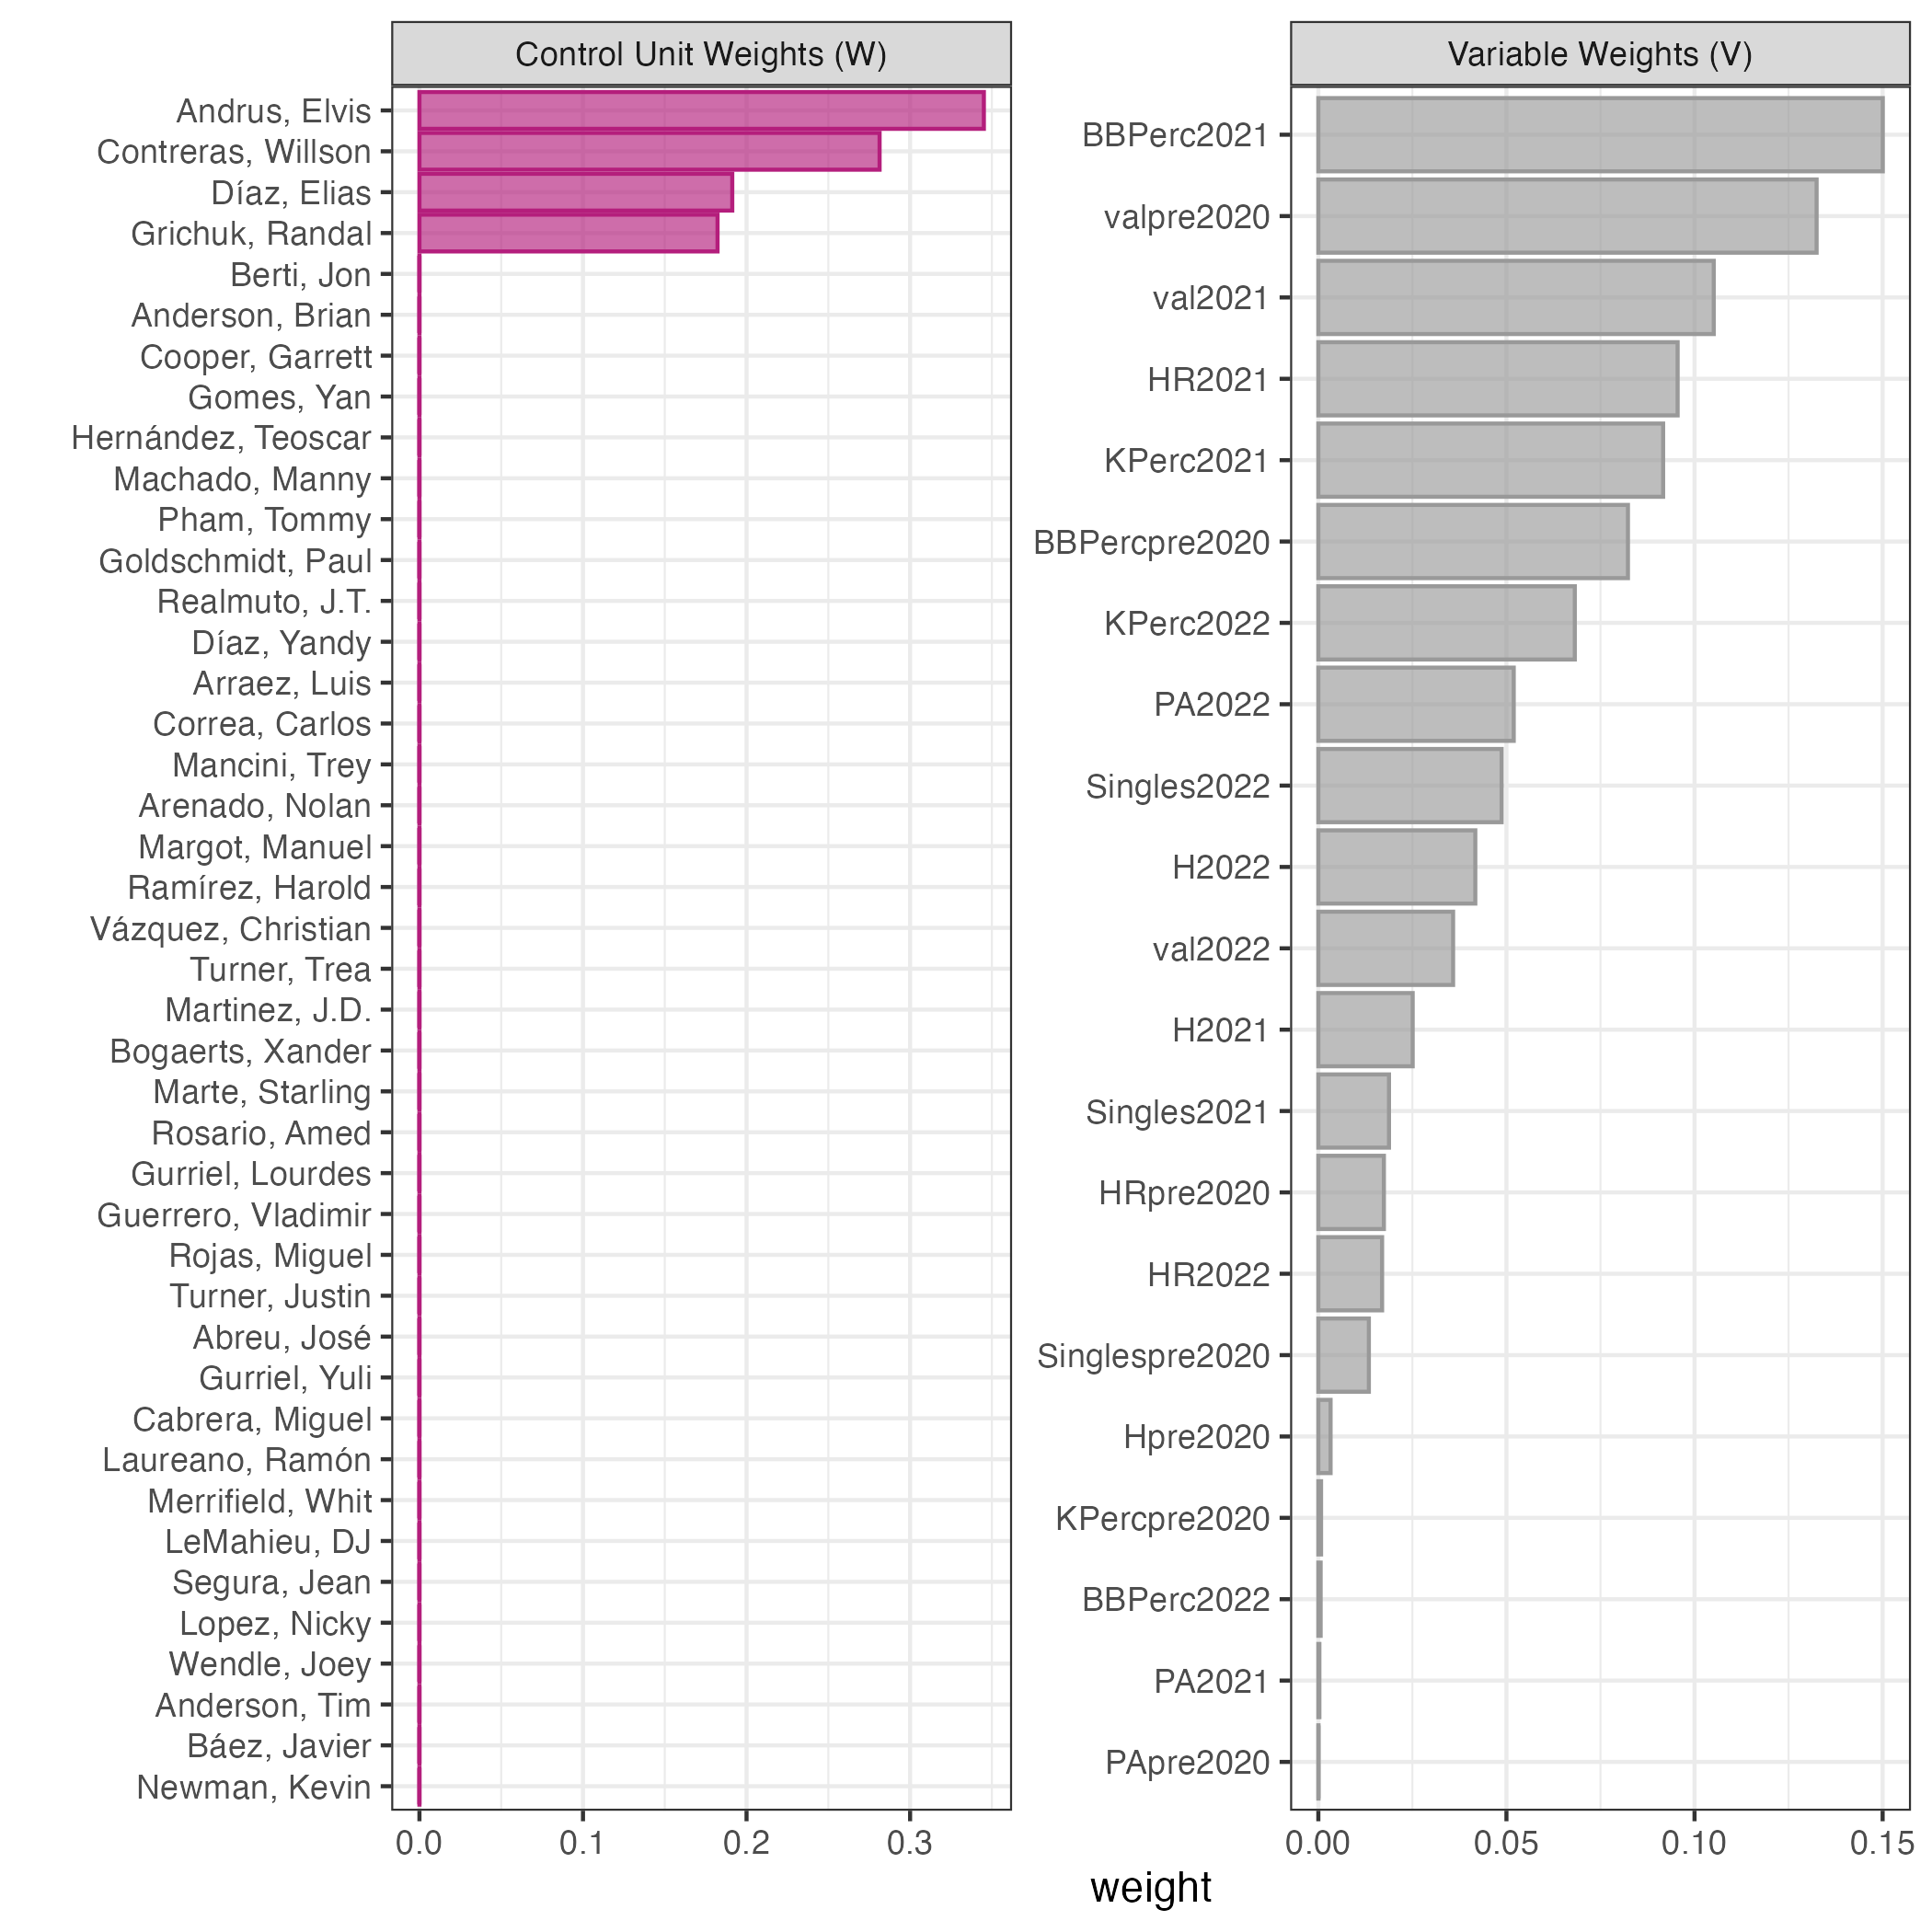 Control Unit Weights (W)
Andrus, Elvis
Contreras, Willson
Díaz, Elias
Grichuk, Randal
Berti, Jon
Anderson, Brian
Cooper, Garrett
Gomes, Yan
Hernández, Teoscar
Machado, Manny
Pham, Tommy
Goldschmidt, Paul
Realmuto, J.T.
Díaz, Yandy
Arraez, Luis
Correa, Carlos
Mancini, Trey
Arenado, Nolan
Margot, Manuel
Ramírez, Harold
Vázquez, Christian
Turner, Trea
Martinez, J.D.
Bogaerts, Xander
Marte, Starling
Rosario, Amed
Gurriel, Lourdes
Guerrero, Vladimir
Rojas, Miguel
Turner, Justin
Abreu, José
Gurriel, Yuli
Cabrera, Miguel
Laureano, Ramón
Merrifield, Whit
LeMahieu, DJ
Segura, Jean
Lopez, Nicky
Wendle, Joey
Anderson, Tim
Báez, Javier
Newman, Kevin
0.0 0.1 0.2 0.3
Variable Weights (V)
BBPerc2021
valpre2020
val2021
HR2021
KPerc2021
BBPercpre2020
KPerc2022
PA2022
Singles2022
H2022
val2022
H2021
Singles2021
HRpre2020
HR2022
Singlespre2020
Hpre2020
KPercpre2020
BBPerc2022
PA2021
PApre2020
0.00 0.05 0.10 0.15
weight